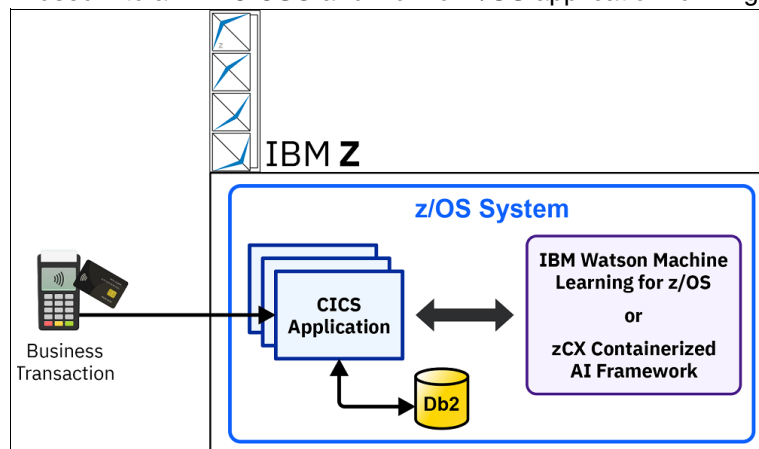 IBM Z
z/OS System
CICS
Application
IBM Watson Machine
Learning for z/OS
or
zCX Containerized
AI Framework
Db2
Business
Transaction
z